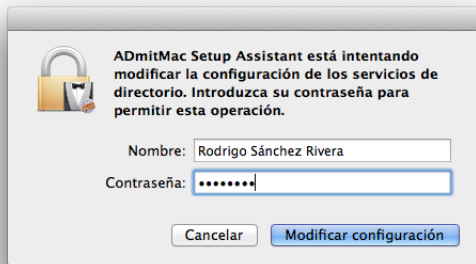 ADmitMac Setup Assistant está intentando
modificar la configuración de los servicios de
directorio. Introduzca su contraseña para
permitir esta operación.
Nombre: Rodrigo Sánchez Rivera
Contraseña: ••••••••
Cancelar Modificar configuración